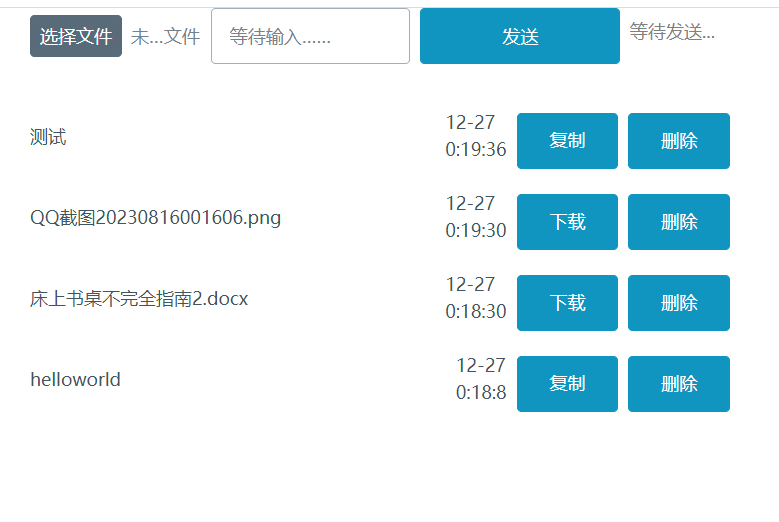 选择文件 未...文件 等待输入...... 发送 等待发送...
测试 12-27 0:19:36 复制 删除
QQ截图20230816001606.png 12-27 0:19:30 下载 删除
床上书桌不完全指南2.docx 12-27 0:18:30 下载 删除
helloworld 12-27 0:18:8 复制 删除